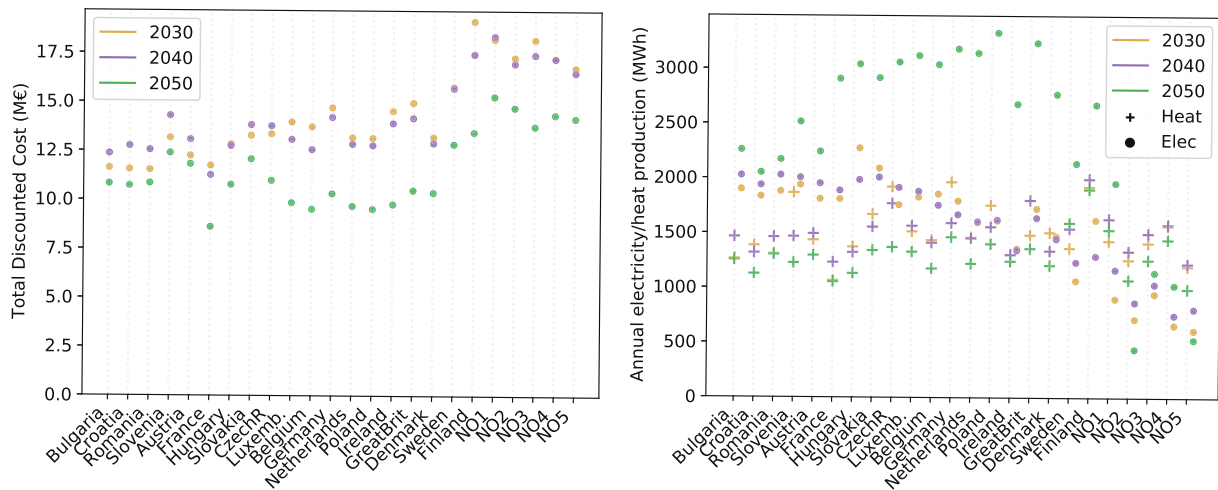 Total Discounted Cost (M€)
17.5
15.0
12.5
10.0
7.5
5.0
2.5
0.0
2030
2040
2050
Bulgaria
Croatia
Romania
Slovenia
Austria
France
Hungary
Slovakia
CzechR
Luxemb.
Belgium
Germany
Netherlands
Poland
Ireland
GreatBrit
Denmark
Sweden
Finland
NO1
NO2
NO3
NO4
NO5
Annual electricity/heat production (MWh)
3000
2500
2000
1500
1000
500
0
2030
2040
2050
Heat
Elec
Bulgaria
Croatia
Romania
Slovenia
Austria
France
Hungary
Slovakia
CzechR
Luxemb.
Belgium
Germany
Netherlands
Poland
Ireland
GreatBrit
Denmark
Sweden
Finland
NO1
NO2
NO3
NO4
NO5